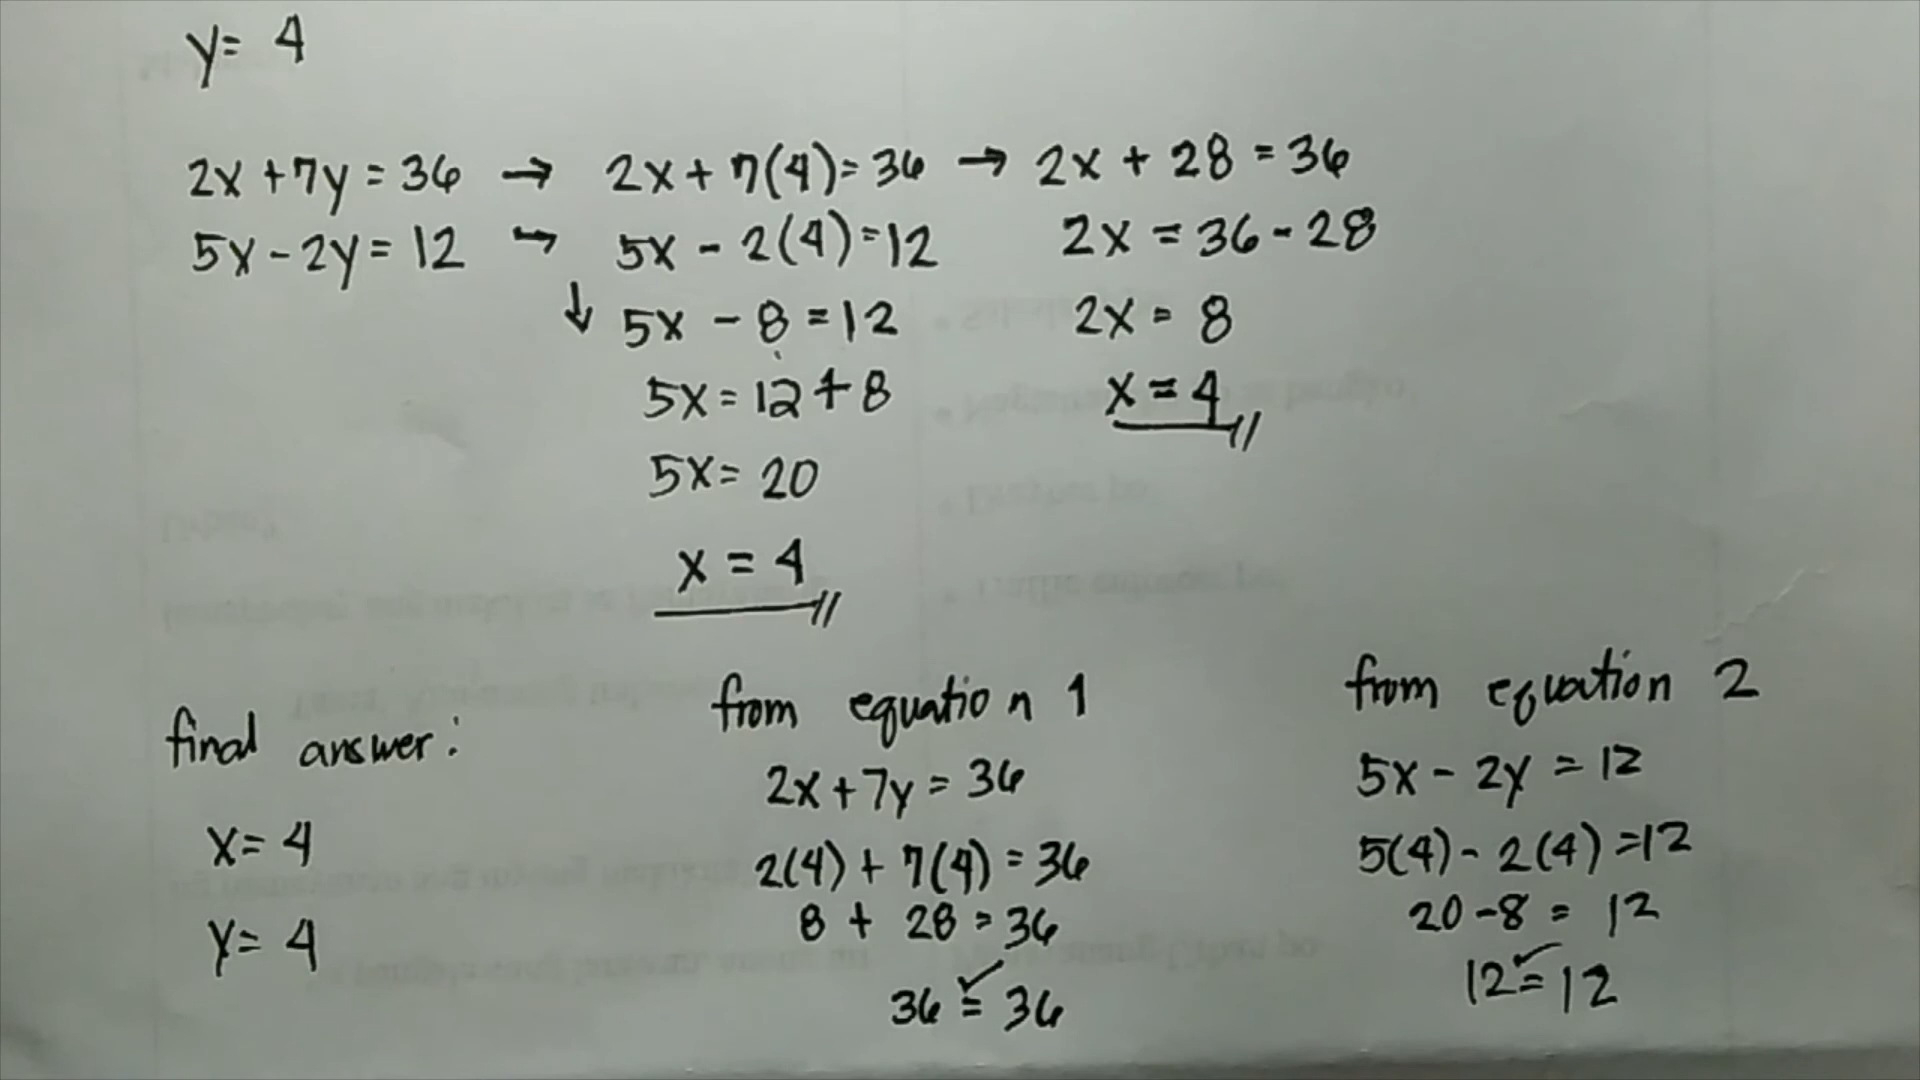 y = 4
2x + 7y = 36 → 2x + 7(4) = 36 → 2x + 28 = 36
5x - 2y = 12 → 5x - 2(4) = 12
2x = 36 - 28
↓ 5x - 8 = 12
2x = 8
5x = 12 + 8
x = 4 //
5x = 20
x = 4 //
final answer:
x = 4
y = 4
from equation 1
2x + 7y = 36
2(4) + 7(4) = 36
8 + 28 = 36
36 = 36 ✓
from equation 2
5x - 2y = 12
5(4) - 2(4) = 12
20 - 8 = 12
12 = 12 ✓